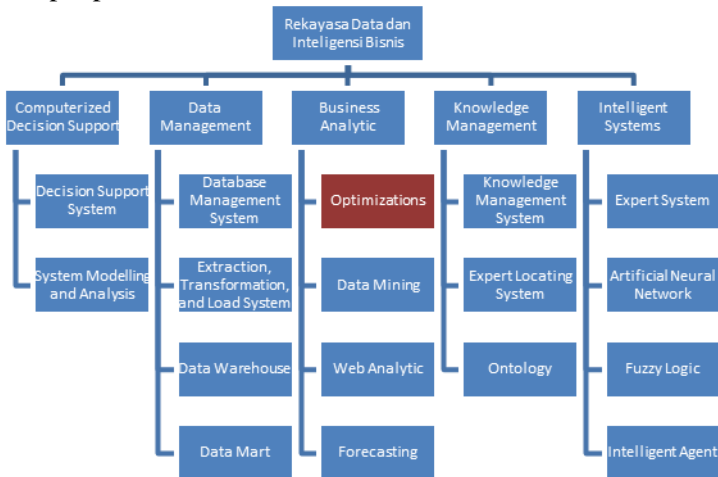 Rekayasa Data dan
Inteligensi Bisnis
Computerized
Decision Support
Data
Management
Business
Analytic
Knowledge
Management
Intelligent
Systems
Decision Support
System
System Modelling
and Analysis
Database
Management
System
Extraction,
Transformation,
and Load System
Data Warehouse
Data Mart
Optimizations
Data Mining
Web Analytic
Forecasting
Knowledge
Management
System
Expert Locating
System
Ontology
Expert System
Artificial Neural
Network
Fuzzy Logic
Intelligent Agent